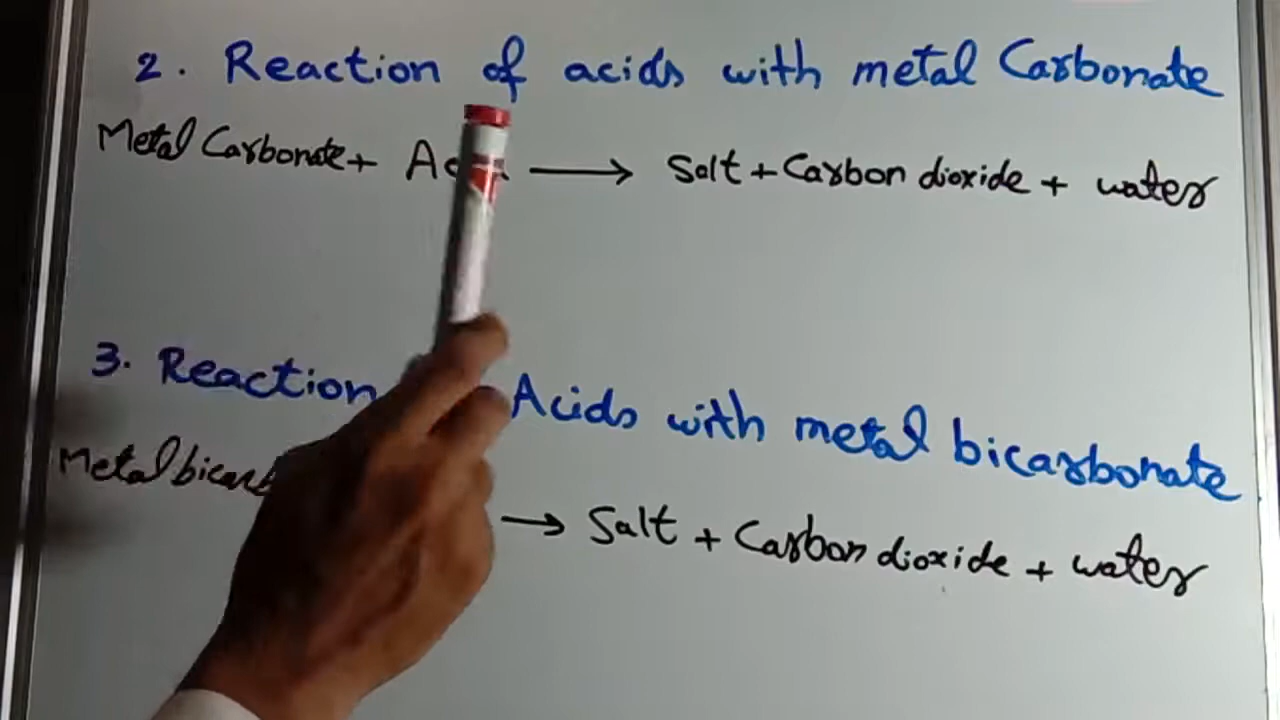 2. Reaction of acids with metal Carbonate
Metal Carbonate + → Salt + Carbon dioxide + water
3. Reaction Acids with metal bicarbonate
Metal → Salt + Carbon dioxide + water